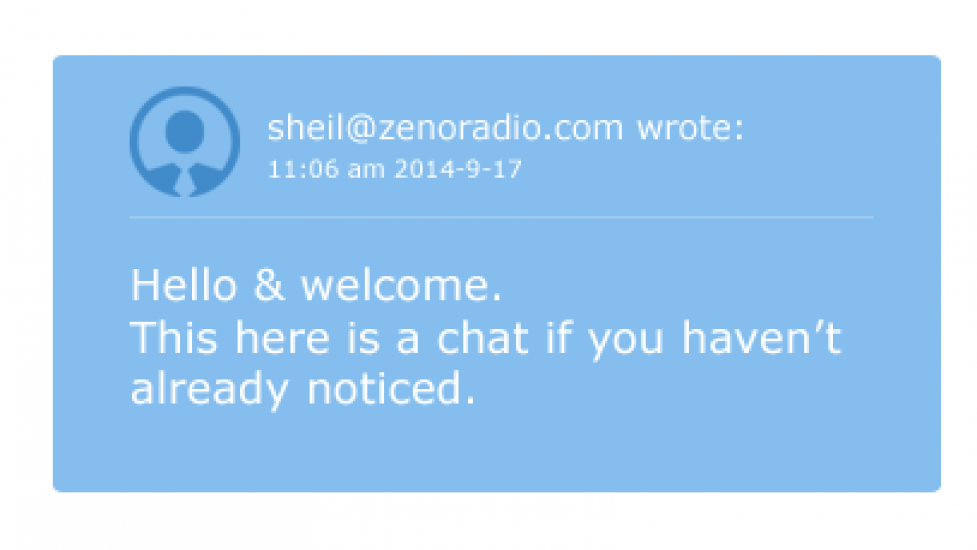 sheil@zenoradio.com wrote:
11:06 am 2014-9-17
Hello & welcome.
This here is a chat if you haven’t
already noticed.